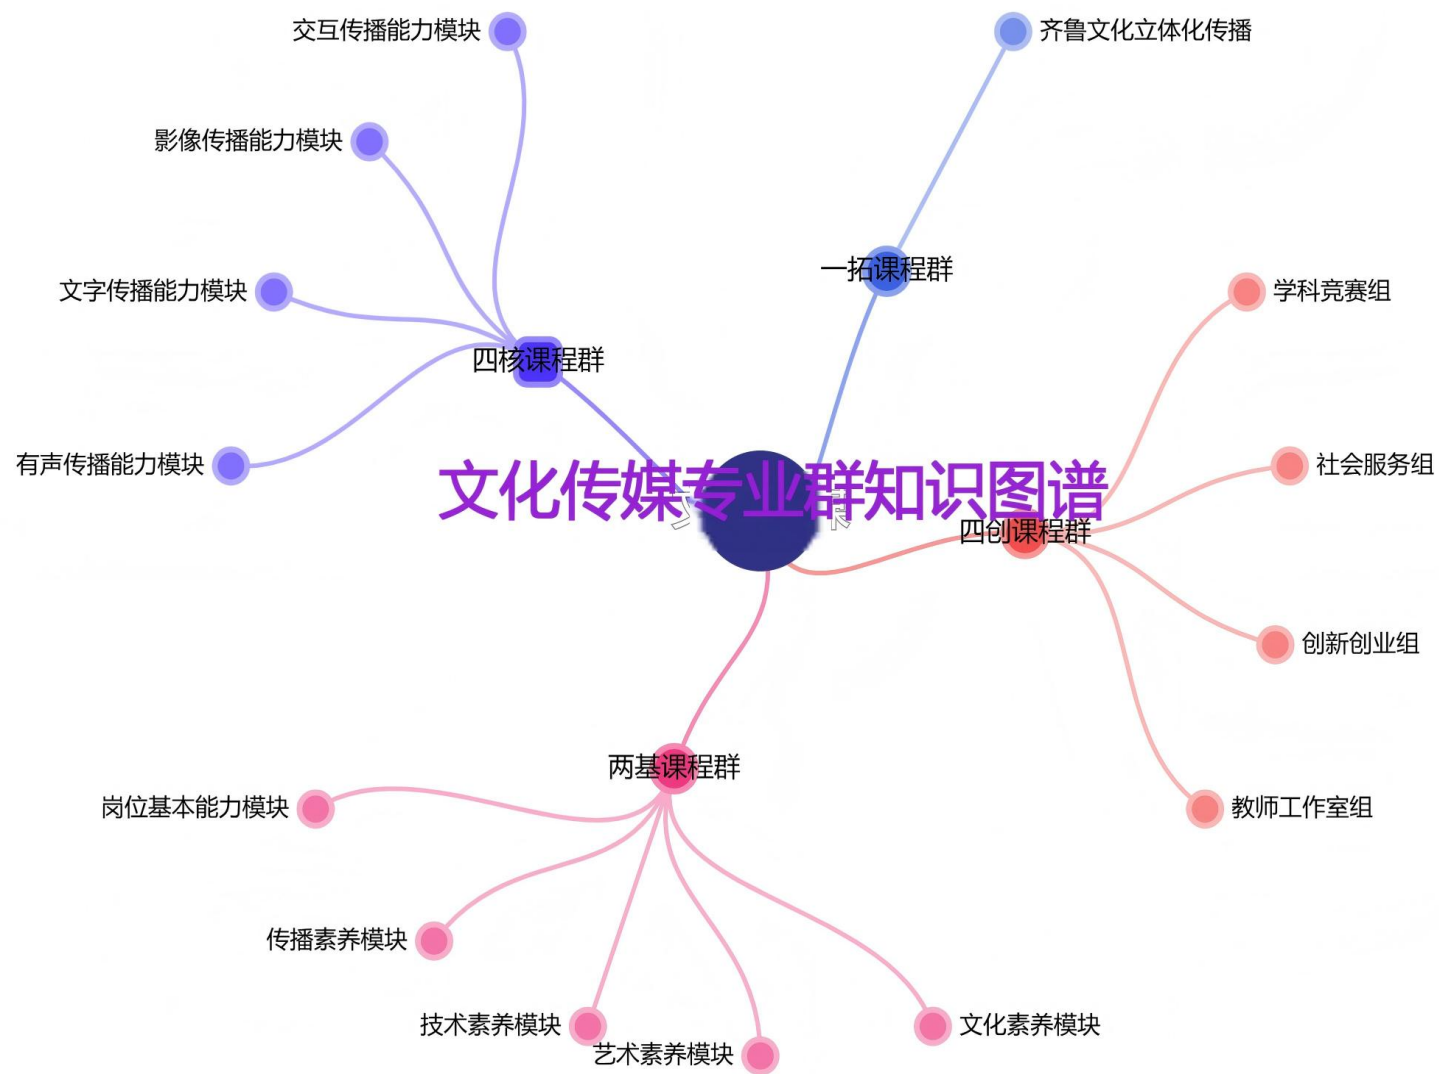 交互传播能力模块
齐鲁文化立体化传播
影像传播能力模块
一拓课程群
文字传播能力模块
学科竞赛组
四核课程群
有声传播能力模块
社会服务组
文化传媒专业群知识图谱
四创课程群
创新创业组
两基课程群
岗位基本能力模块
教师工作室组
传播素养模块
技术素养模块
文化素养模块
艺术素养模块